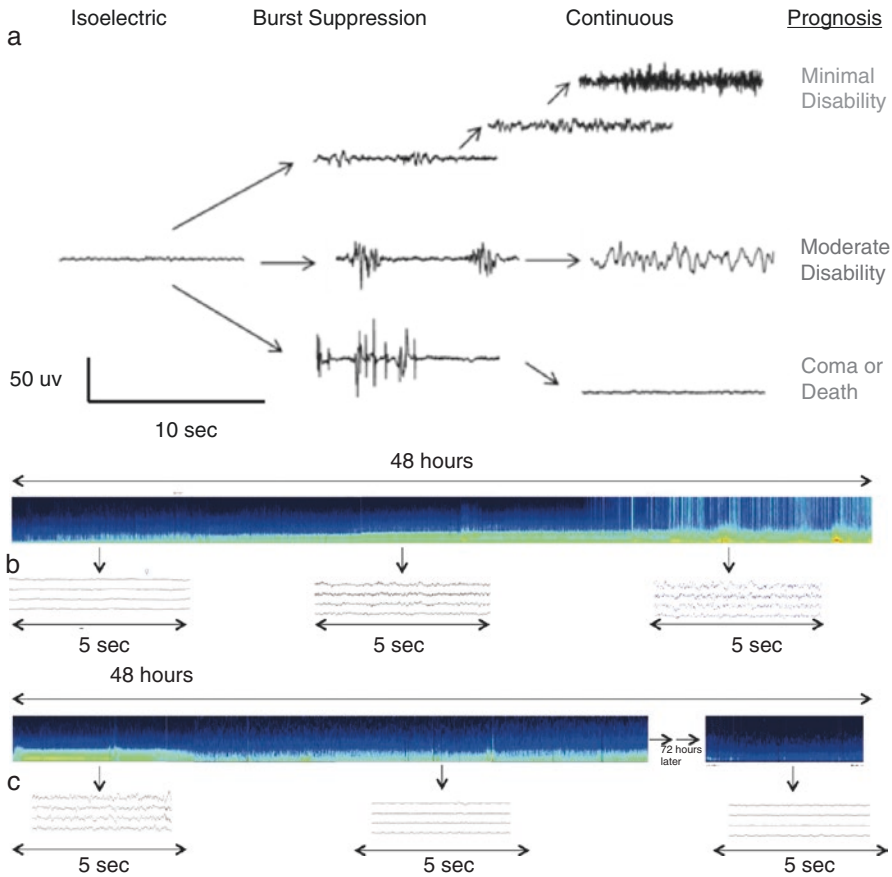 Isoelectric Burst Suppression Continuous Prognosis
a
Minimal
Disability
Moderate
Disability
Coma or
Death
50 uv
10 sec
48 hours
b
5 sec 5 sec 5 sec
48 hours
72 hours
later
c
5 sec 5 sec 5 sec